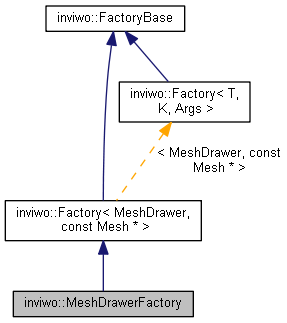 inviwo::FactoryBase
inviwo::Factory< T,
K, Args >
< MeshDrawer, const
Mesh * >
inviwo::Factory< MeshDrawer,
const Mesh * >
inviwo::MeshDrawerFactory